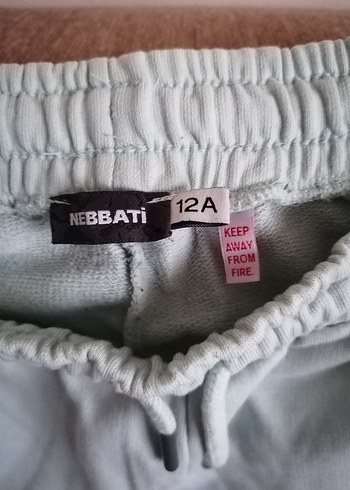 NEBBATi
12A
KEEP
AWAY
FROM
FIRE.